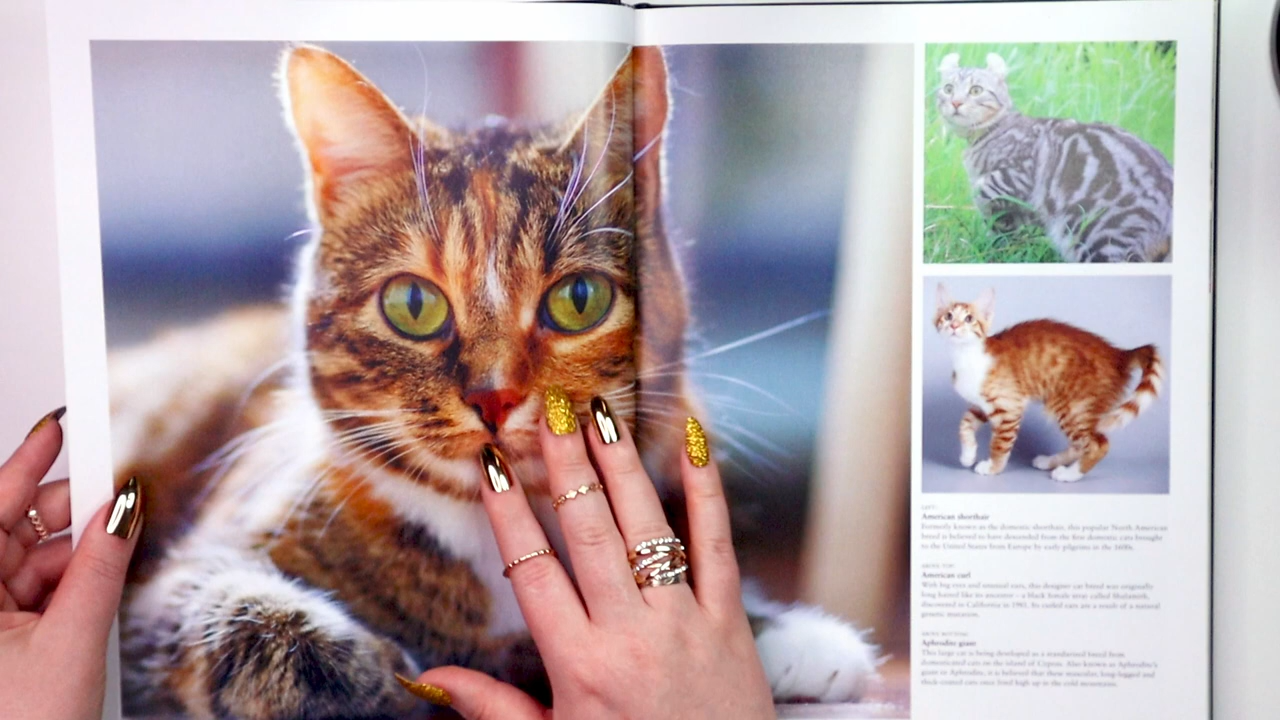 LEFT:
American shorthair
Formerly known as the domestic shorthair, this popular North American
breed is believed to have descended from the first domestic cats brought
to the United States from Europe by early pilgrims in the 1600s.
ABOVE TOP:
American curl
With big eyes and unusual ears, this designer cat breed was originally
long haired like its ancestor – a black female stray called Shulamith,
discovered in California in 1981. Its curled ears are a result of a natural
genetic mutation.
ABOVE BOTTOM:
Aphrodite giant
This large cat is being developed as a standardised breed from
domesticated cats on the island of Cyprus. Also known as Aphrodite's
giant or Aphrodite, it is believed that these muscular, long-legged and
thick-coated cats once lived high up in the cold mountains.